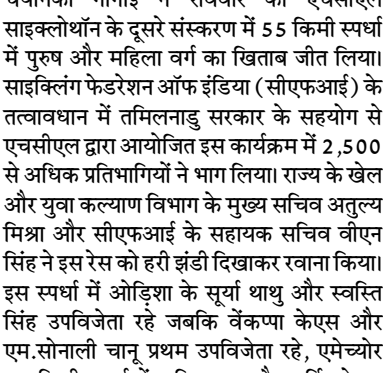 साइक्लोथॉन के दूसरे संस्करण में 55 किमी स्पर्धा
में पुरुष और महिला वर्ग का खिताब जीत लिया।
साइक्लिंग फेडरेशन ऑफ इंडिया (सीएफआई) के
तत्वावधान में तमिलनाडु सरकार के सहयोग से
एचसीएल द्वारा आयोजित इस कार्यक्रम में 2,500
से अधिक प्रतिभागियों ने भाग लिया। राज्य के खेल
और युवा कल्याण विभाग के मुख्य सचिव अतुल्य
मिश्रा और सीएफआई के सहायक सचिव वीएन
सिंह ने इस रेस को हरी झंडी दिखाकर रवाना किया।
इस स्पर्धा में ओड़िशा के सूर्या थाथु और स्वस्ति
सिंह उपविजेता रहे जबकि वेंकप्पा केएस और
एम.सोनाली चानू प्रथम उपविजेता रहे, एमेच्योर